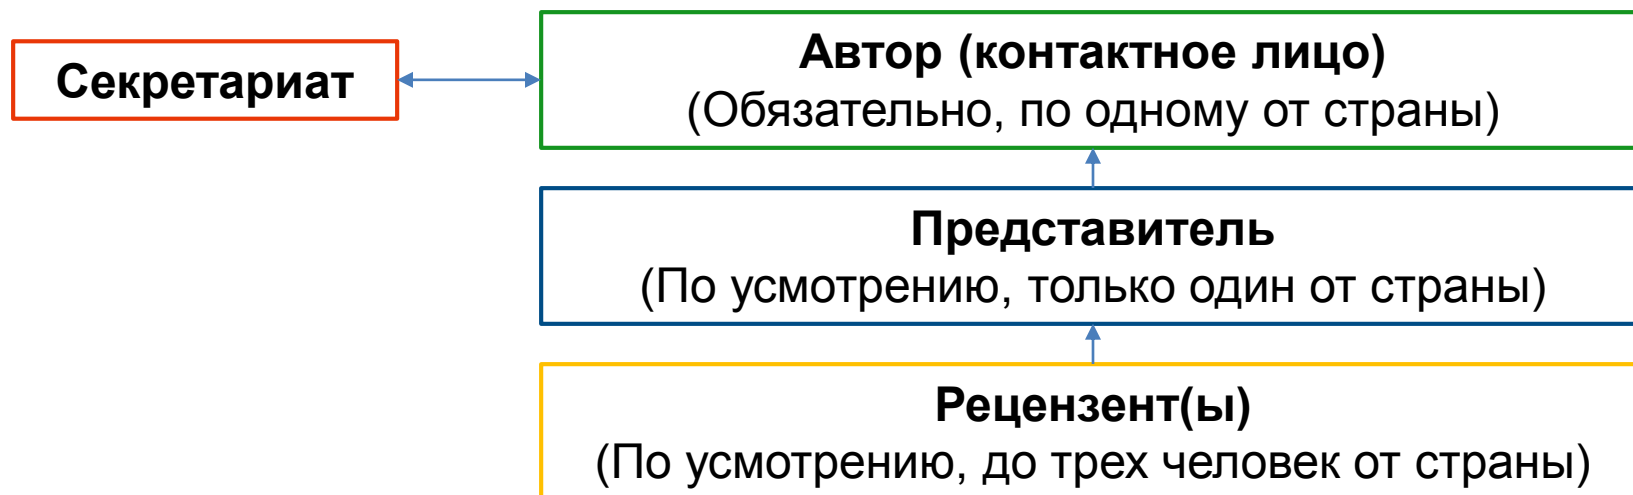 Секретариат
Автор (контактное лицо)
(Обязательно, по одному от страны)
Представитель
(По усмотрению, только один от страны)
Рецензент(ы)
(По усмотрению, до трех человек от страны)